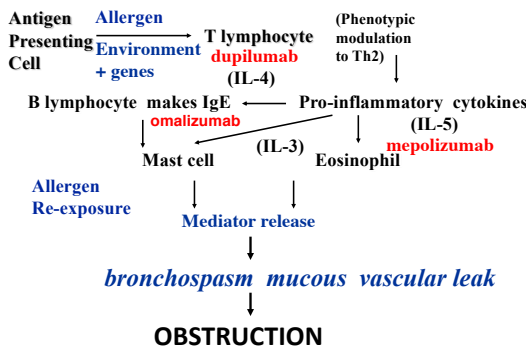 Antigen
Presenting
Cell
Allergen
Environment
+ genes
T lymphocyte
dupilumab
(IL-4)
(Phenotypic
modulation
to Th2)
B lymphocyte makes IgE
omalizumab
Pro-inflammatory cytokines
(IL-5)
mepolizumab
(IL-3)
Mast cell
Eosinophil
Allergen
Re-exposure
Mediator release
bronchospasm mucous vascular leak
OBSTRUCTION